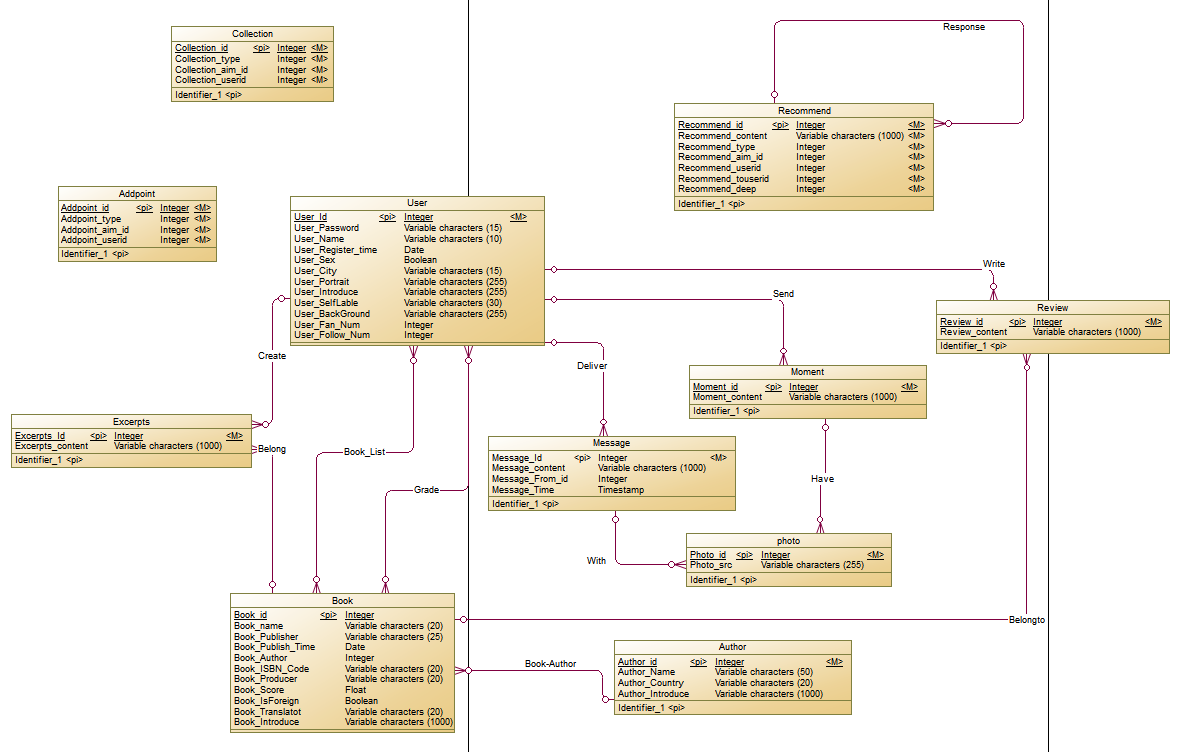 Response
Collection
Collection_id <pi> Integer <M>
Collection_type Integer <M>
Collection_aim_id Integer <M>
Collection_userid Integer <M>
Identifier_1 <pi>
Recommend
Recommend_id <pi> Integer <M>
Recommend_content Variable characters (1000) <M>
Recommend_type Integer <M>
Recommend_aim_id Integer <M>
Recommend_userid Integer <M>
Recommend_touserid Integer <M>
Recommend_deep Integer <M>
Identifier_1 <pi>
Addpoint
Addpoint_id <pi> Integer <M>
Addpoint_type Integer <M>
Addpoint_aim_id Integer <M>
Addpoint_userid Integer <M>
Identifier_1 <pi>
User
User_Id <pi> Integer <M>
User_Password Variable characters (15)
User_Name Variable characters (10)
User_Register_time Date
User_Sex Boolean
User_City Variable characters (15)
User_Portrait Variable characters (255)
User_Introduce Variable characters (255)
User_SelfLable Variable characters (30)
User_BackGround Variable characters (255)
User_Fan_Num Integer
User_Follow_Num Integer
Write
Send
Review
Review_id <pi> Integer <M>
Review_content Variable characters (1000)
Identifier_1 <pi>
Create
Deliver
Moment
Moment_id <pi> Integer <M>
Moment_content Variable characters (1000)
Identifier_1 <pi>
Excerpts
Excerpts_Id <pi> Integer <M>
Excerpts_content Variable characters (1000)
Identifier_1 <pi>
Belong
Book_List
Grade
Message
Message_Id <pi> Integer <M>
Message_content Variable characters (1000)
Message_From_id Integer
Message_Time Timestamp
Identifier_1 <pi>
Have
With
photo
Photo_id <pi> Integer <M>
Photo_src Variable characters (255)
Identifier_1 <pi>
Book
Book_id <pi> Integer
Book_name Variable characters (20)
Book_Publisher Variable characters (25)
Book_Publish_Time Date
Book_Author Integer
Book_ISBN_Code Variable characters (20)
Book_Producer Variable characters (20)
Book_Score Float
Book_IsForeign Boolean
Book_Translatot Variable characters (20)
Book_Introduce Variable characters (1000)
Belongto
Book-Author
Author
Author_id <pi> Integer <M>
Author_Name Variable characters (50)
Author_Country Variable characters (20)
Author_Introduce Variable characters (1000)
Identifier_1 <pi>